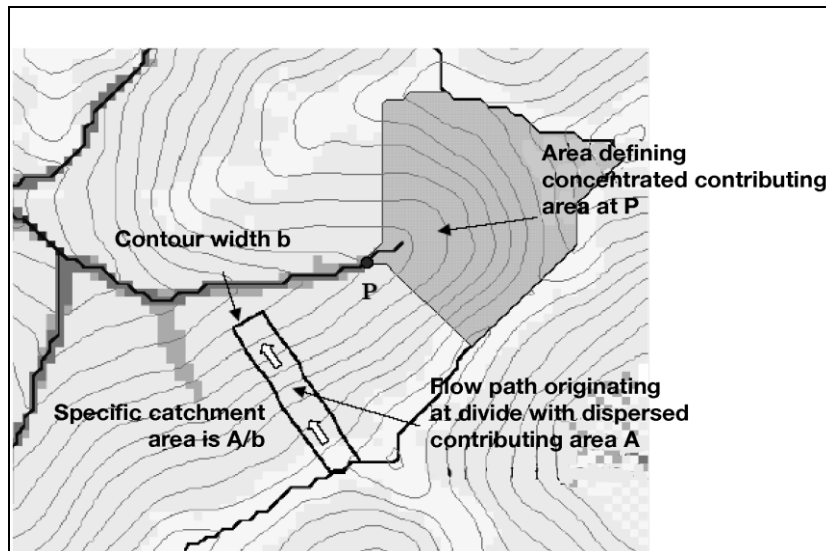 Area defining
concentrated contributing
area at P
Contour width b
P
Specific catchment
area is A/b
Flow path originating
at divide with dispersed
contributing area A